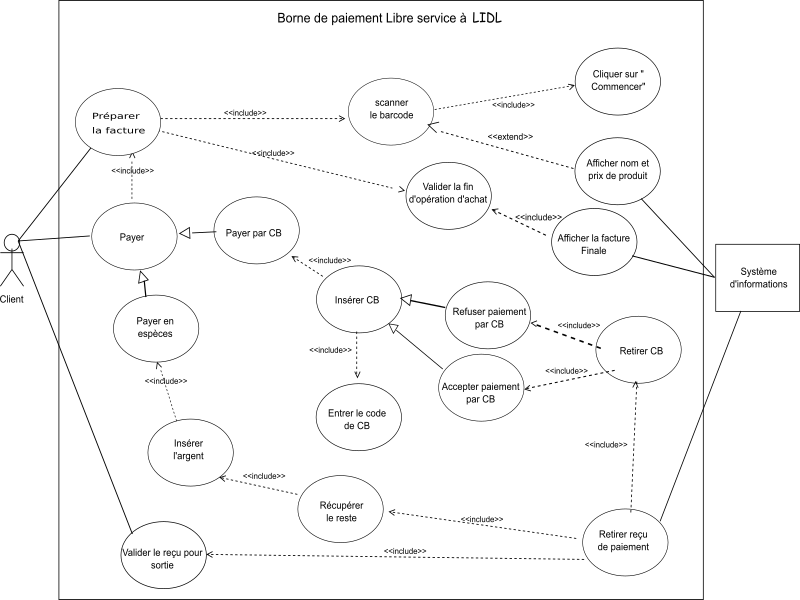 Borne de paiement Libre service à LIDL
Cliquer sur "
Commencer"
scanner
le barcode
<<include>>
Préparer
la facture
<<include>>
<<extend>>
<<include>>
Afficher nom et
prix de produit
<<include>>
Valider la fin
d'opération d'achat
<<include>>
Payer
Payer par CB
Afficher la facture
Finale
Client
<<include>>
Système
d'informations
Insérer CB
Refuser paiement
par CB
Payer en
espèces
<<include>>
<<include>>
Retirer CB
<<include>>
<<include>>
Accepter paiement
par CB
Entrer le code
de CB
Insérer
l'argent
<<include>>
<<include>>
Récupérer
le reste
<<include>>
Retirer reçu
de paiement
Valider le reçu pour
sortie
<<include>>